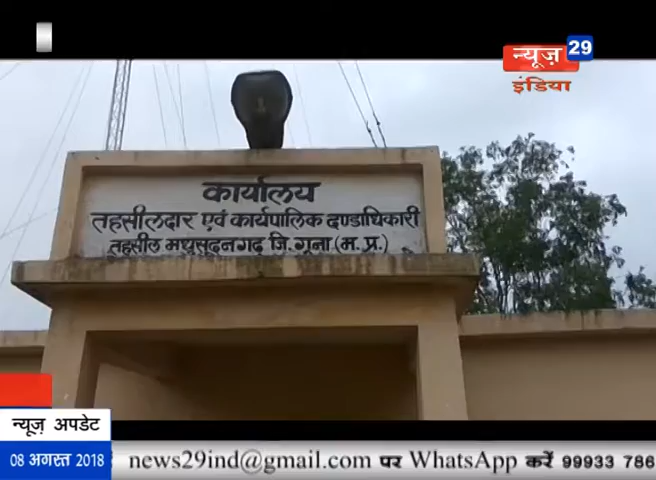 न्यूज़ 29
इंडिया
कार्यालय
तहसीलदार एवं कार्यपालिक दण्डाधिकारी
तहसील मधुसुदनगढ़ जि.गुना (म.प्र.)
न्यूज़ अपडेट
08 अगस्त 2018
news29ind@gmail.com पर WhatsApp करें 99933 786